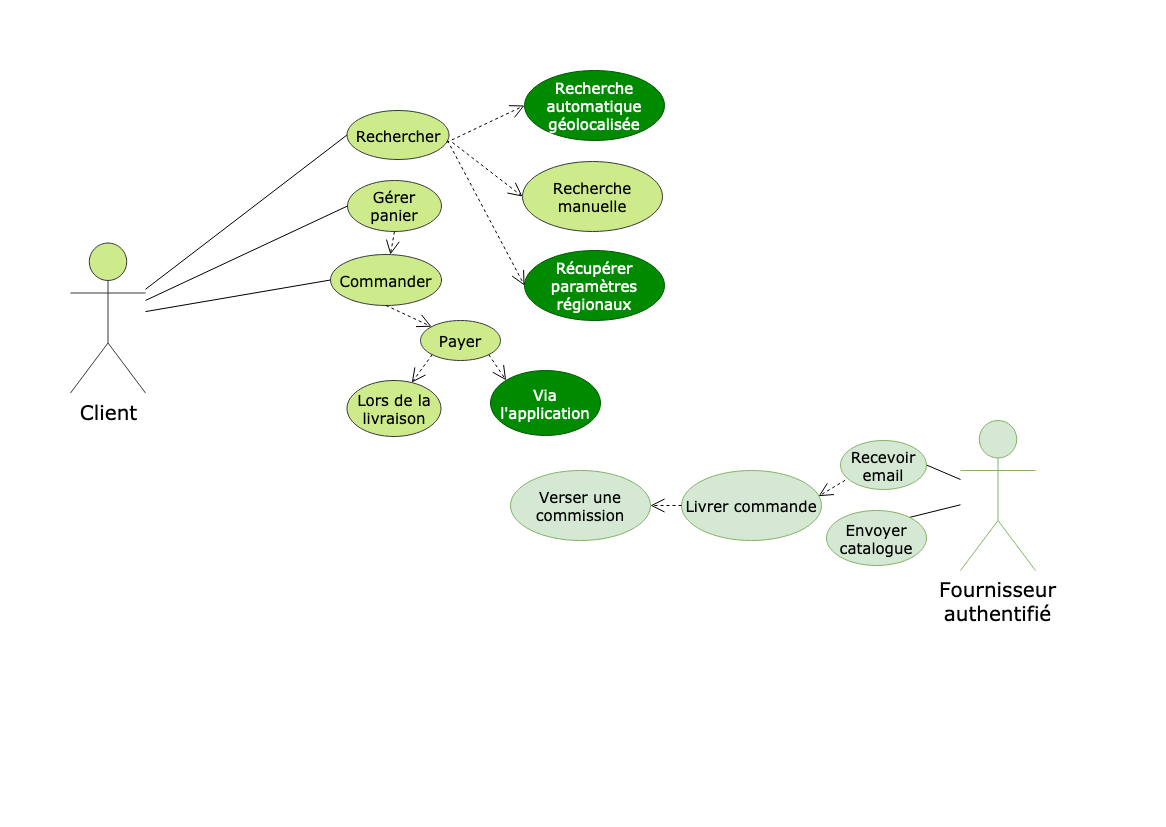 Recherche
automatique
géolocalisée
Rechercher
Recherche
manuelle
Gérer
panier
Commander
Récupérer
paramètres
régionaux
Payer
Lors de la
livraison
Via
l'application
Client
Recevoir
email
Verser une
commission
Livrer commande
Envoyer
catalogue
Fournisseur
authentifié